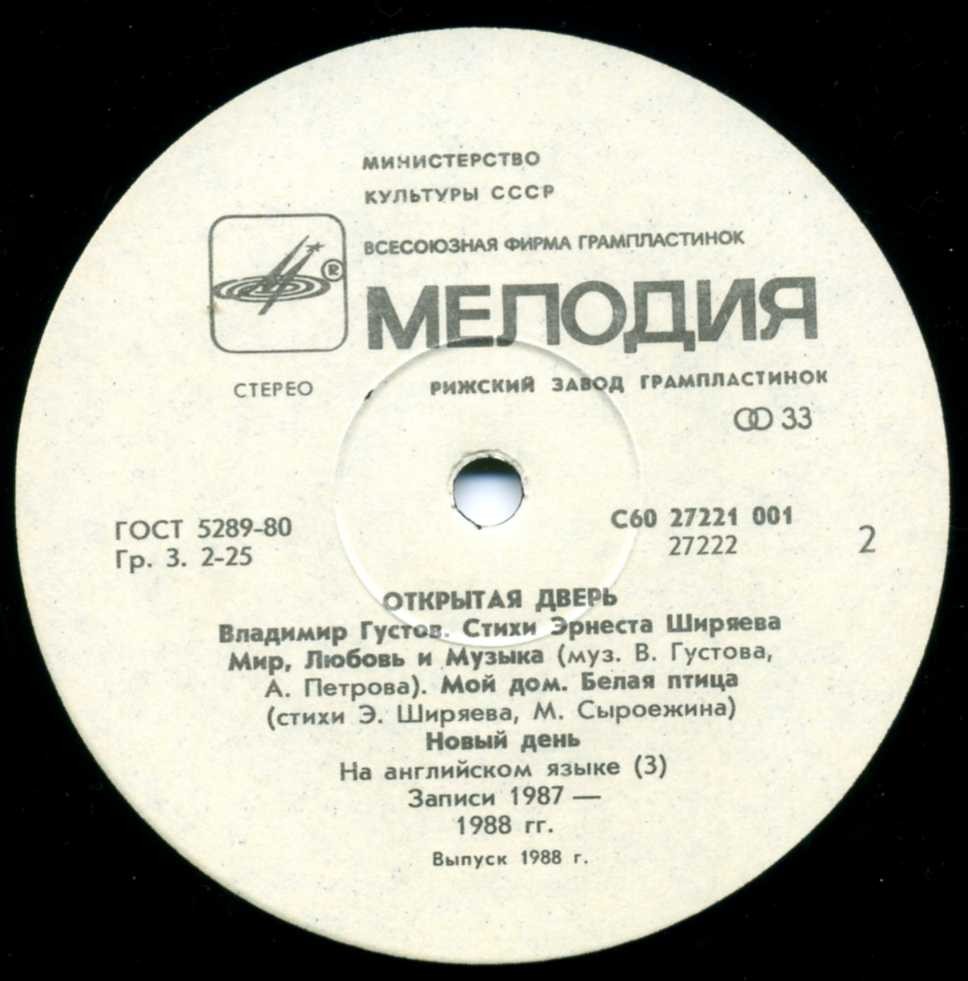 МИНИСТЕРСТВО
КУЛЬТУРЫ СССР
ВСЕСОЮЗНАЯ ФИРМА ГРАМПЛАСТИНОК
®
МЕЛОДИЯ
СТЕРЕО
РИЖСКИЙ ЗАВОД ГРАМПЛАСТИНОК
33
ГОСТ 5289-80
Гр. 3. 2-25
С60 27221 001
27222
2
ОТКРЫТАЯ ДВЕРЬ
Владимир Густов. Стихи Эрнеста Ширяева
Мир, Любовь и Музыка (муз. В. Густова,
А. Петрова). Мой дом. Белая птица
(стихи Э. Ширяева, М. Сыроежина)
Новый день
На английском языке (3)
Записи 1987 —
1988 гг.
Выпуск 1988 г.